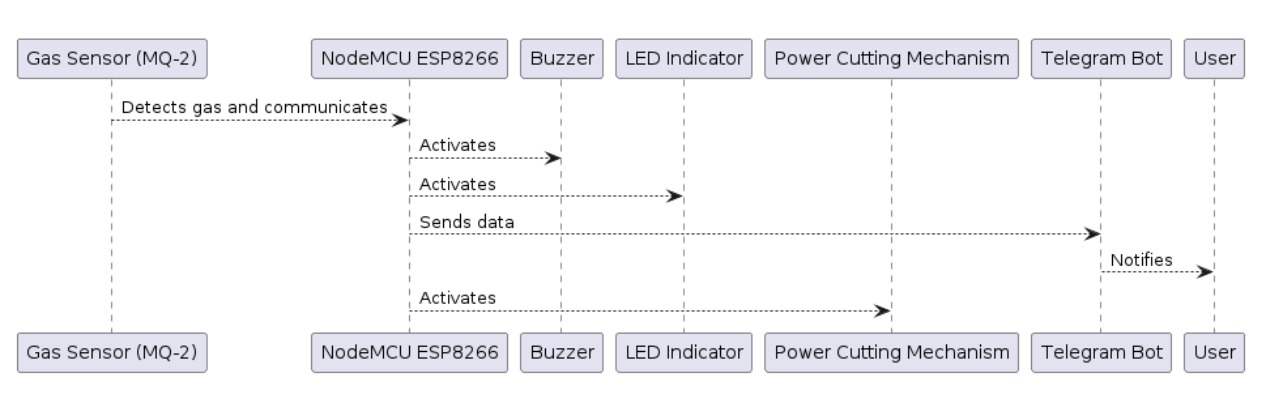 Gas Sensor (MQ-2)
NodeMCU ESP8266
Buzzer
LED Indicator
Power Cutting Mechanism
Telegram Bot
User
Detects gas and communicates
Activates
Activates
Sends data
Notifies
Activates
Gas Sensor (MQ-2)
NodeMCU ESP8266
Buzzer
LED Indicator
Power Cutting Mechanism
Telegram Bot
User